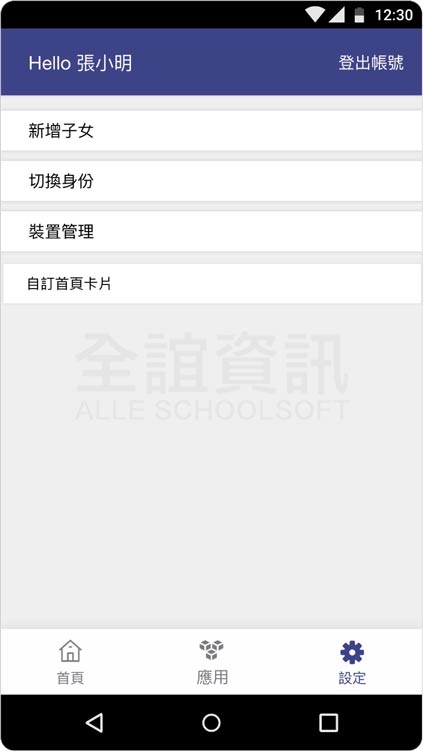 12:30
Hello 張小明
登出帳號
新增子女
切換身份
裝置管理
自訂首頁卡片
全誼資訊
ALLE SCHOOLSOFT
首頁
應用
設定